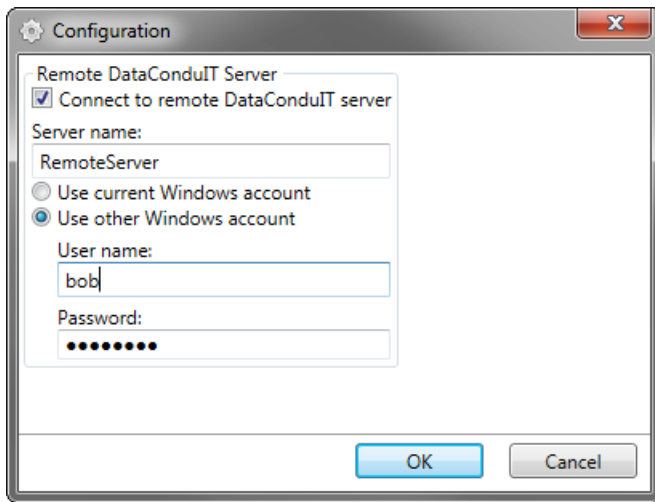 Configuration
Remote DataConduIT Server
Connect to remote DataConduIT server
Server name:
RemoteServer
Use current Windows account
Use other Windows account
User name:
bob
Password:
●●●●●●●●
OK
Cancel